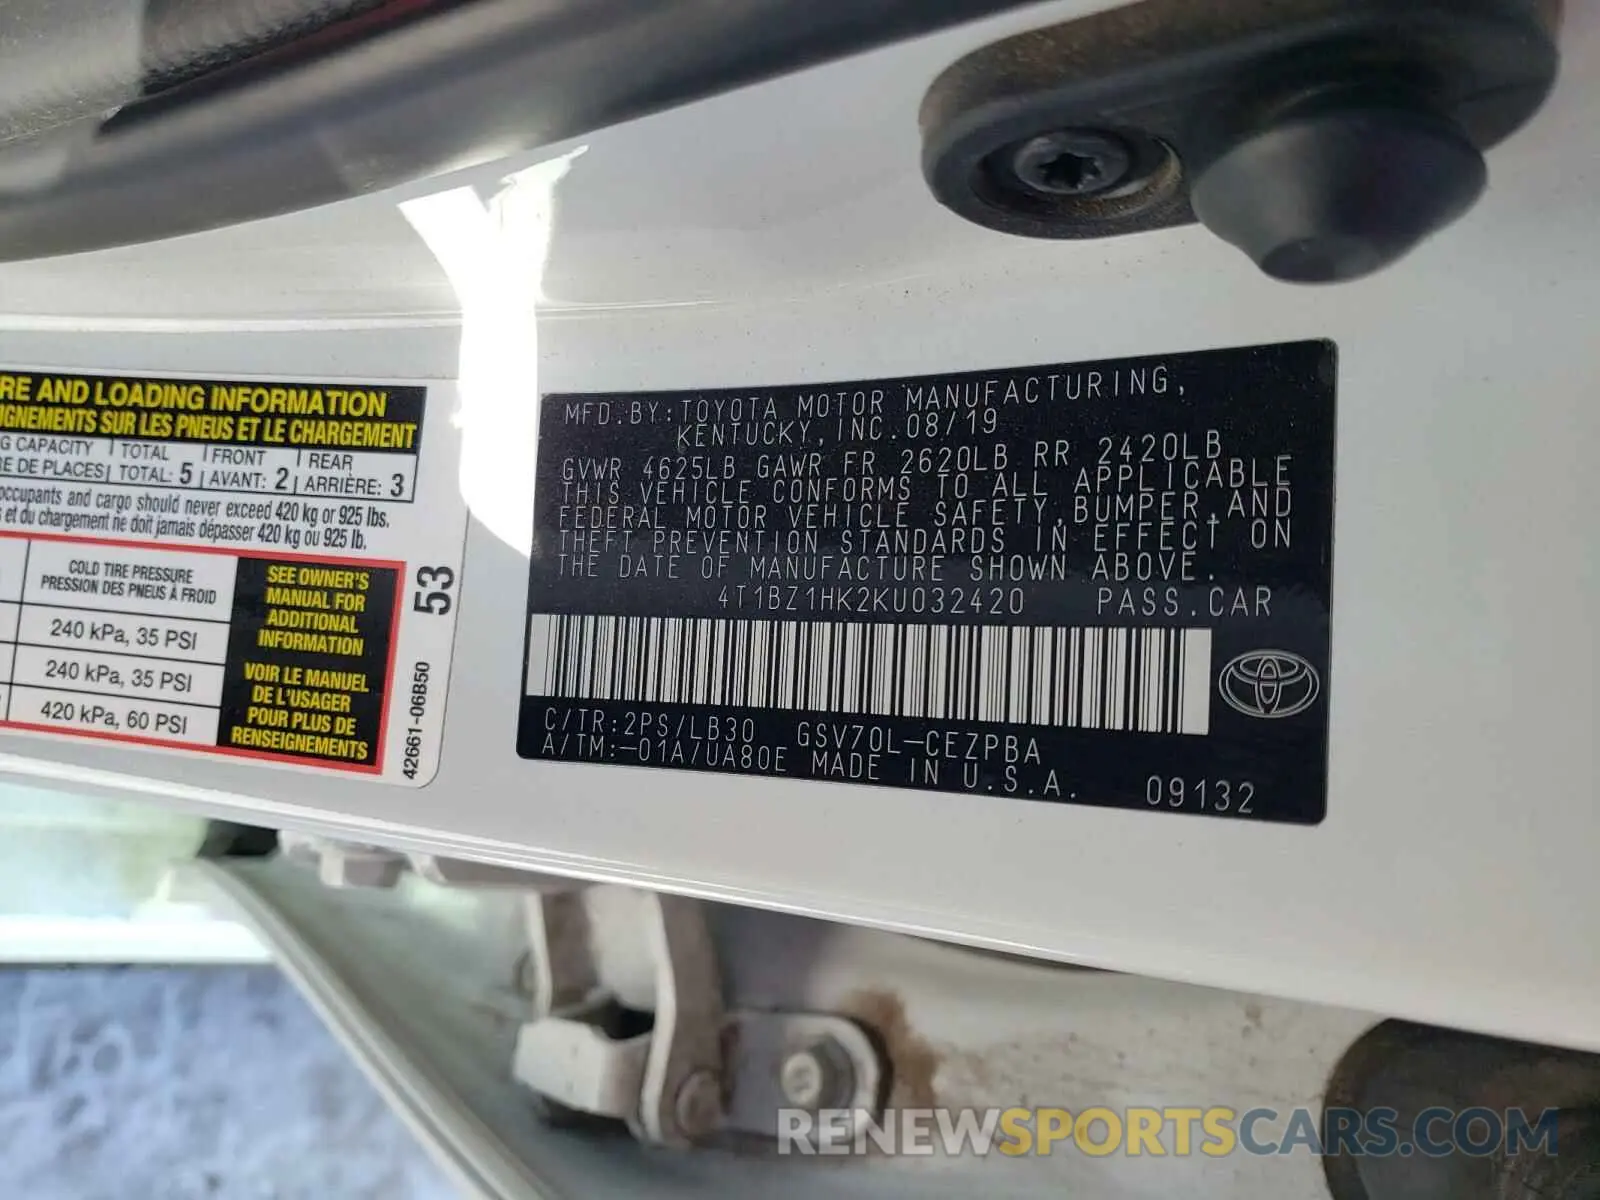 RE AND LOADING INFORMATION
IGNEMENTS SUR LES PNEUS ET LE CHARGEMENT
G CAPACITY TOTAL FRONT REAR
RE DE PLACES TOTAL: 5 AVANT: 2 ARRIÈRE: 3
occupants and cargo should never exceed 420 kg or 925 lbs.
s et du chargement ne doit jamais dépasser 420 kg ou 925 lb.
COLD TIRE PRESSURE
PRESSION DES PNEUS À FROID
240 kPa, 35 PSI
240 kPa, 35 PSI
420 kPa, 60 PSI
SEE OWNER'S
MANUAL FOR
ADDITIONAL
INFORMATION
VOIR LE MANUEL
DE L'USAGER
POUR PLUS DE
RENSEIGNEMENTS
53
42661-06B50
MFD.BY:TOYOTA MOTOR MANUFACTURING,
KENTUCKY,INC.08/19
GVWR 4625LB GAWR FR 2620LB RR 2420LB
THIS VEHICLE CONFORMS TO ALL APPLICABLE
FEDERAL MOTOR VEHICLE SAFETY,BUMPER,AND
THEFT PREVENTION STANDARDS IN EFFECT ON
THE DATE OF MANUFACTURE SHOWN ABOVE.
4T1BZ1HK2KU032420 PASS.CAR
C/TR:2PS/LB30 GSV70L-CEZPBA
A/TM:-01A/UA80E MADE IN U.S.A.
09132
RENEWSPORTSCARS.COM